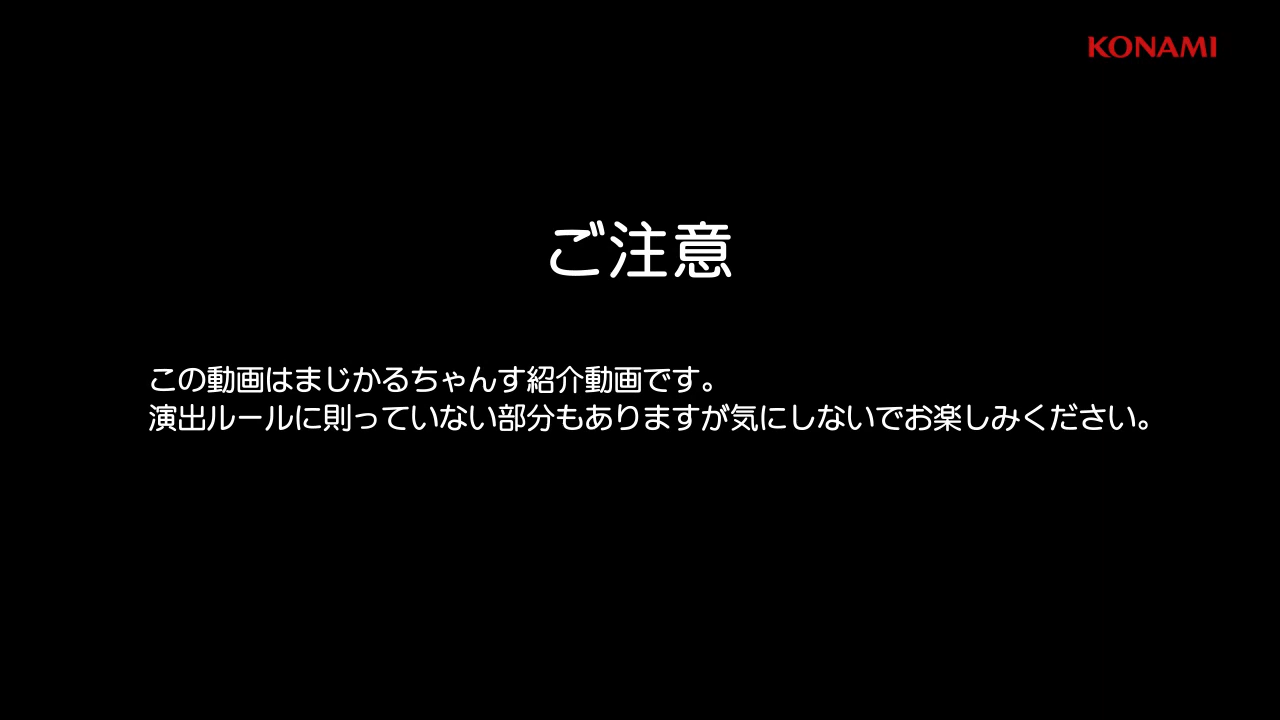 KONAMI
ご注意
この動画はまじかるちゃんす紹介動画です。
演出ルールに則っていない部分もありますが気にしないでお楽しみください。